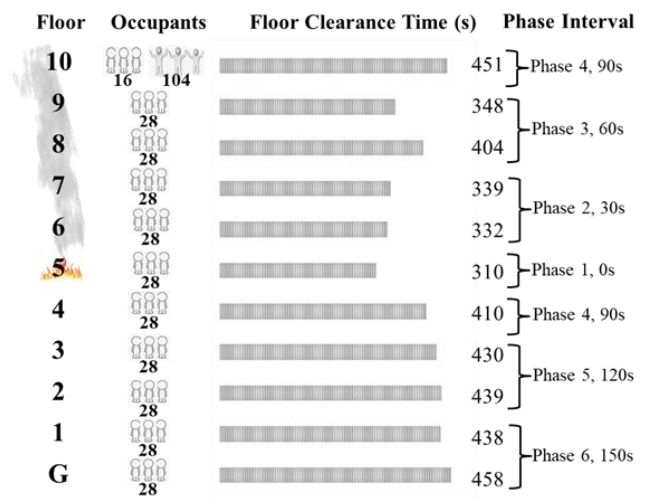 Floor Occupants Floor Clearance Time (s) Phase Interval
10 16 104 451 Phase 4, 90s
9 28 348
Phase 3, 60s
8 28 404
7 28 339
Phase 2, 30s
6 28 332
5 28 310 Phase 1, 0s
4 28 410 Phase 4, 90s
3 28 430
Phase 5, 120s
2 28 439
1 28 438
Phase 6, 150s
G 28 458